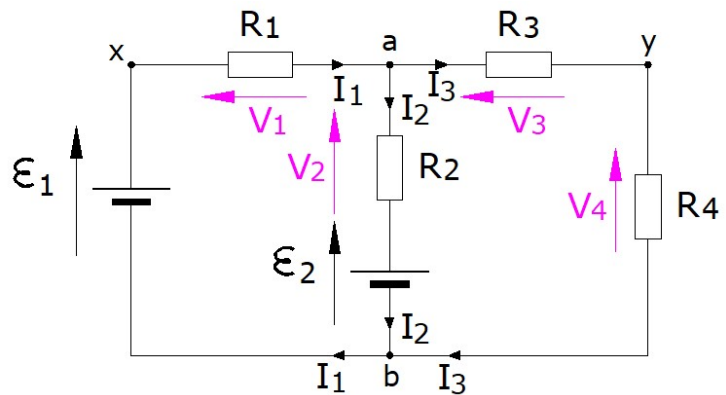 R1 a R3 y
x I1 I3
V1 I2 V3
ε1 V2 R2 V4 R4
ε2
I2
I1 b I3